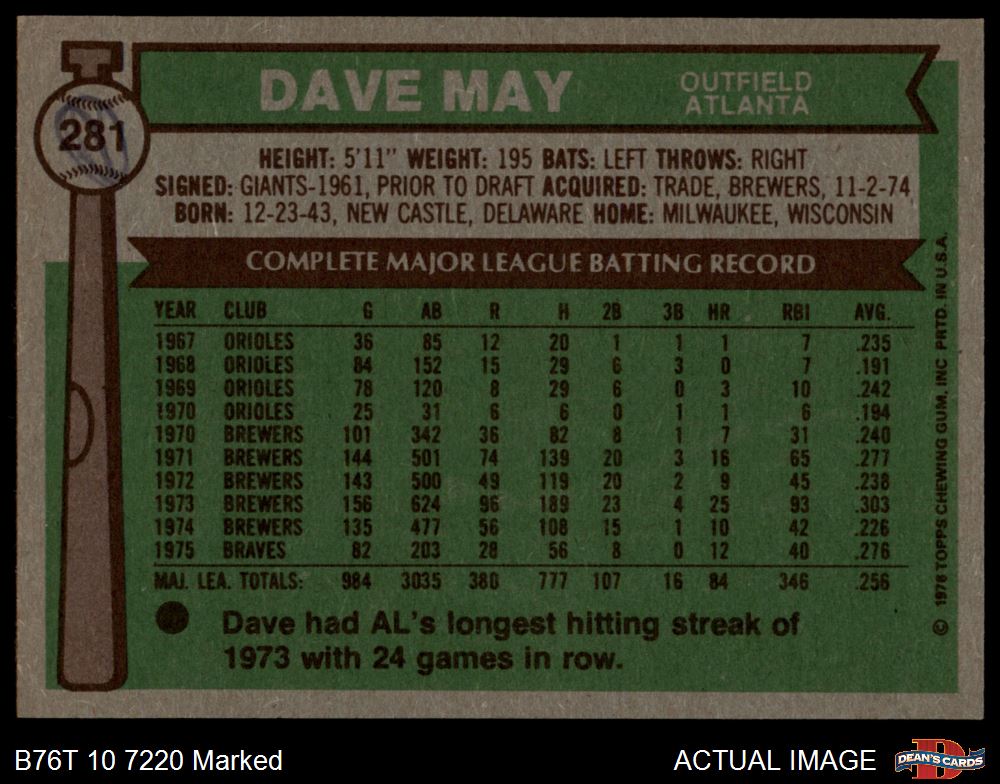 T
281
DAVE MAY
OUTFIELD
ATLANTA
HEIGHT: 5'11" WEIGHT: 195 BATS: LEFT THROWS: RIGHT
SIGNED: GIANTS-1961, PRIOR TO DRAFT ACQUIRED: TRADE, BREWERS, 11-2-74
BORN: 12-23-43, NEW CASTLE, DELAWARE HOME: MILWAUKEE, WISCONSIN
COMPLETE MAJOR LEAGUE BATTING RECORD
YEAR CLUB G AB R H 2B 3B HR RBI AVG.
1967 ORIOLES 36 85 12 20 1 1 1 7 .235
1968 ORIOLES 84 152 15 29 6 3 0 7 .191
1969 ORIOLES 78 120 8 29 6 0 3 10 .242
1970 ORIOLES 25 31 6 6 0 1 1 6 .194
1970 BREWERS 101 342 36 82 8 1 7 31 .240
1971 BREWERS 144 501 74 139 20 3 16 65 .277
1972 BREWERS 143 500 49 119 20 2 9 45 .238
1973 BREWERS 156 624 96 189 23 4 25 93 .303
1974 BREWERS 135 477 56 108 15 1 10 42 .226
1975 BRAVES 82 203 28 56 8 0 12 40 .276
MAJ. LEA. TOTALS: 984 3035 380 777 107 16 84 346 .256
Dave had AL's longest hitting streak of
1973 with 24 games in row.
© 1976 TOPPS CHEWING GUM, INC PRTD. IN U.S.A.
B76T 10 7220 Marked
ACTUAL IMAGE
DEAN'S CARDS